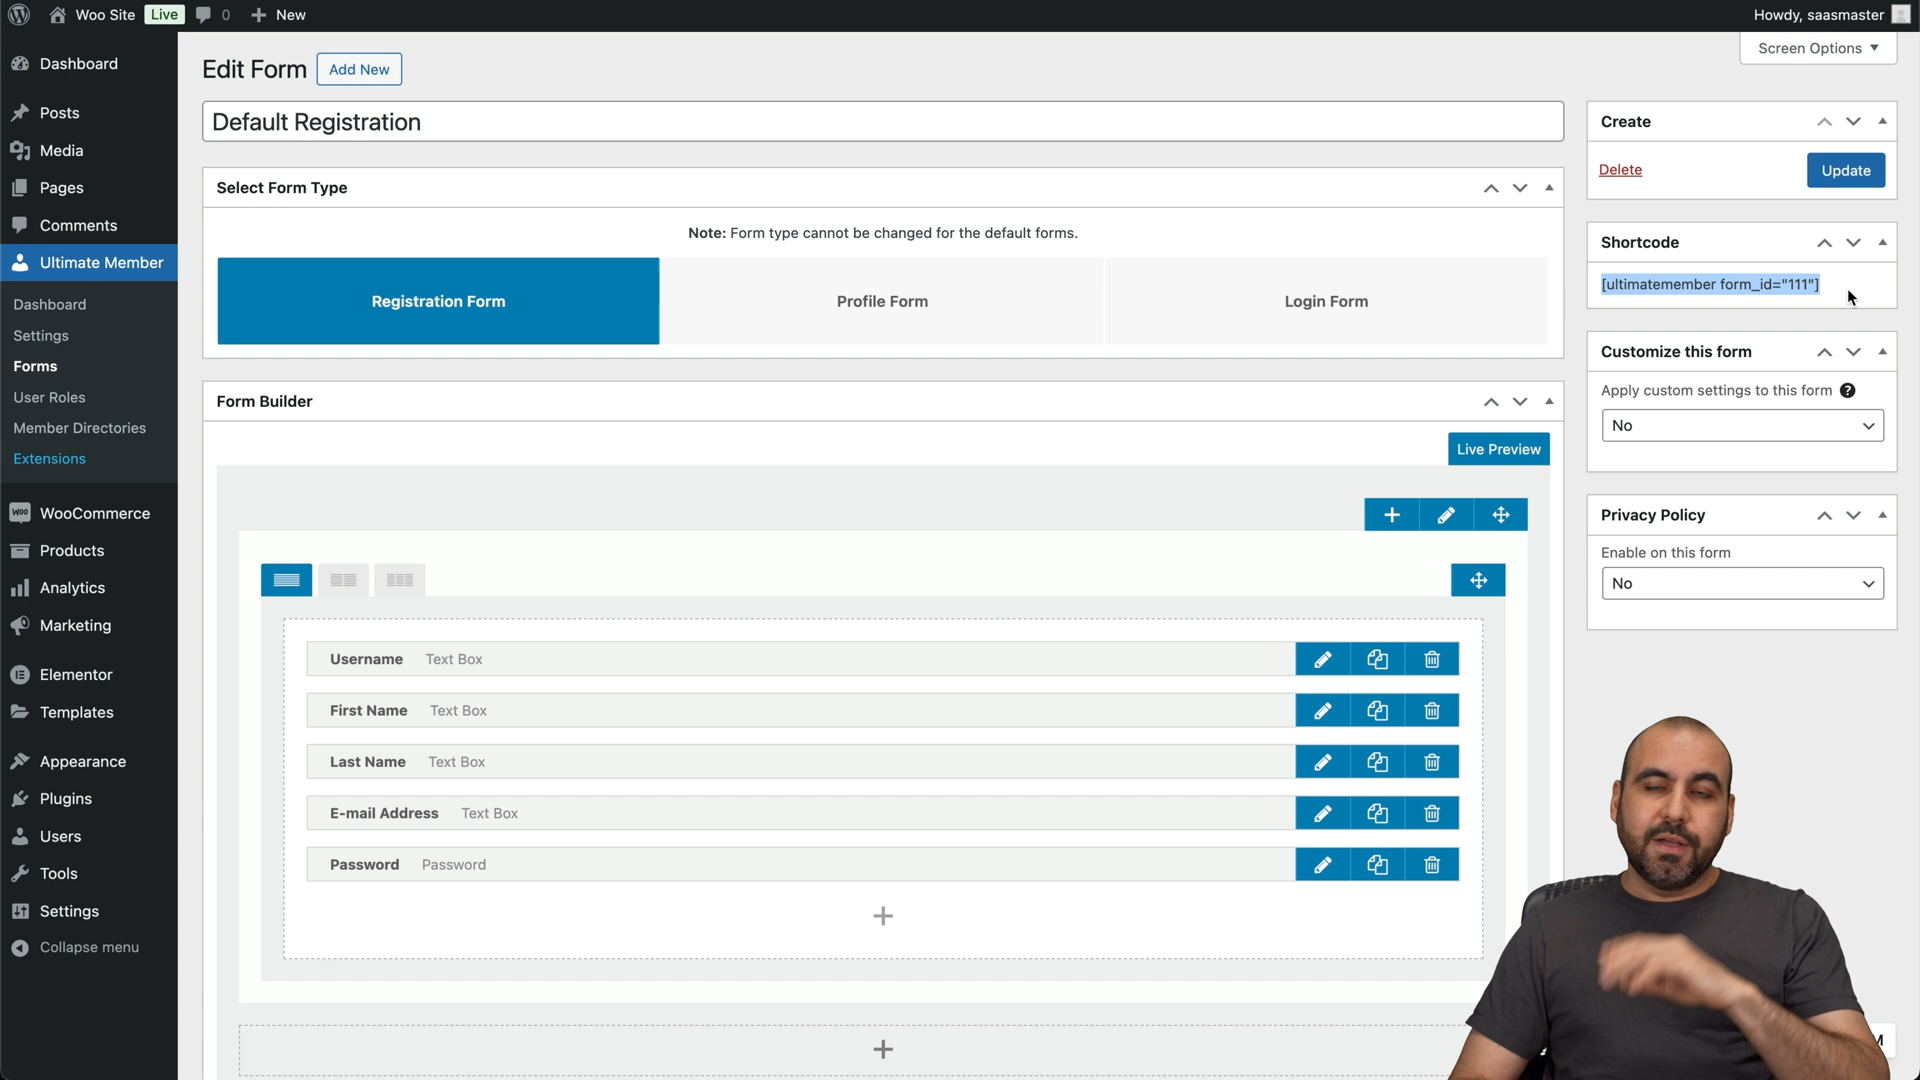 Woo Site Live 0 New
Howdy, saasmaster
Screen Options
Dashboard
Posts
Media
Pages
Comments
Ultimate Member
Dashboard
Settings
Forms
User Roles
Member Directories
Extensions
WOO WooCommerce
Products
Analytics
Marketing
Elementor
Templates
Appearance
Plugins
Users
Tools
Settings
Collapse menu
Edit Form Add New
Default Registration
Select Form Type
Note: Form type cannot be changed for the default forms.
Registration Form Profile Form Login Form
Form Builder
Live Preview
Username Text Box
First Name Text Box
Last Name Text Box
E-mail Address Text Box
Password Password
Create
Delete Update
Shortcode
[ultimatemember form_id="111"]
Customize this form
Apply custom settings to this form ?
No
Privacy Policy
Enable on this form
No